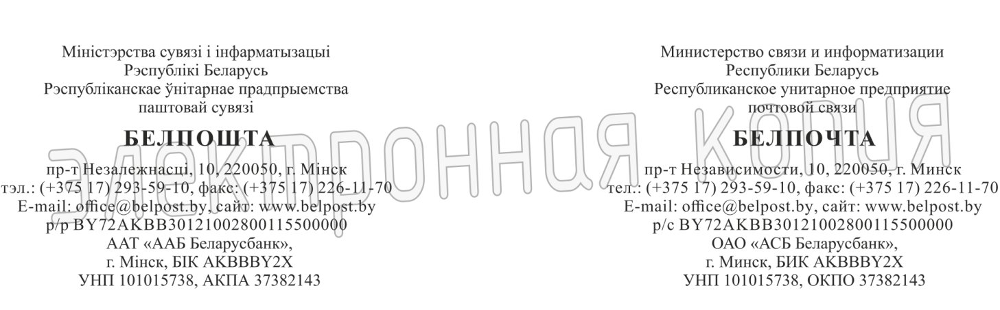 Міністэрства сувязі і інфарматызацыі
Рэспублікі Беларусь
Рэспубліканскае ўнітарнае прадпрыемства
паштовай сувязі
БЕЛПОШТА
пр-т Незалежнасці, 10, 220050, г. Мінск
тэл.: (+375 17) 293-59-10, факс: (+375 17) 226-11-70
E-mail: office@belpost.by, сайт: www.belpost.by
р/р BY72AKBB30121002800115500000
ААТ «ААБ Беларусбанк»,
г. Мінск, БІК AKBBBY2X
УНП 101015738, АКПА 37382143
Министерство связи и информатизации
Республики Беларусь
Республиканское унитарное предприятие
почтовой связи
БЕЛПОЧТА
пр-т Независимости, 10, 220050, г. Минск
тел.: (+375 17) 293-59-10, факс: (+375 17) 226-11-70
E-mail: office@belpost.by, сайт: www.belpost.by
р/с BY72AKBB30121002800115500000
ОАО «АСБ Беларусбанк»,
г. Минск, БИК AKBBBY2X
УНП 101015738, ОКПО 37382143
электронная копия